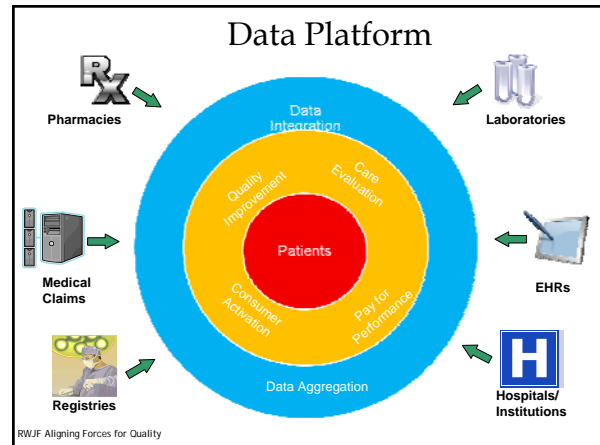 Data Platform
RX
Pharmacies
Laboratories
Data
Integration
Quality
Improvement
Care
Evaluation
Patients
Medical
Claims
EHRs
Consumer
Activation
Pay for
Performance
Data Aggregation
Registries
H
Hospitals/
Institutions
RWJF Aligning Forces for Quality